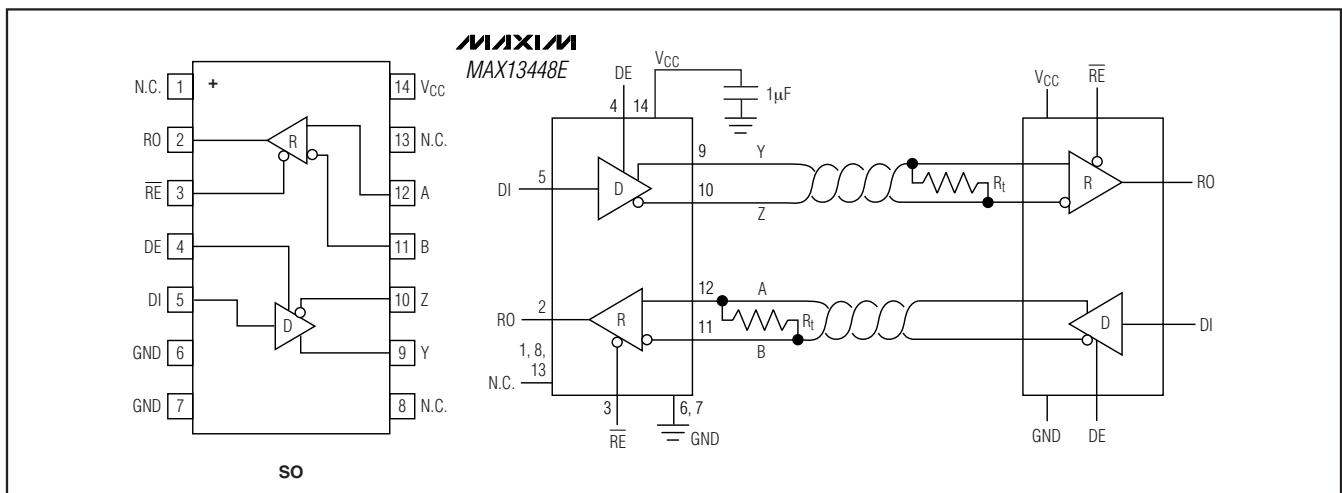 MAXIM
MAX13448E
N.C. 1 + 14 VCC
RO 2 R 13 N.C.
RE 3 12 A
DE 4 11 B
DI 5 D 10 Z
GND 6 9 Y
GND 7 8 N.C.
SO
DE VCC 1µF
4 14
DI 5 D 9 Y
10 Z
Rt
VCC RE
R RO
RO 2 R 12 A
11 B
Rt
D DI
1, 8,
13
N.C.
3 RE
6, 7 GND
GND DE